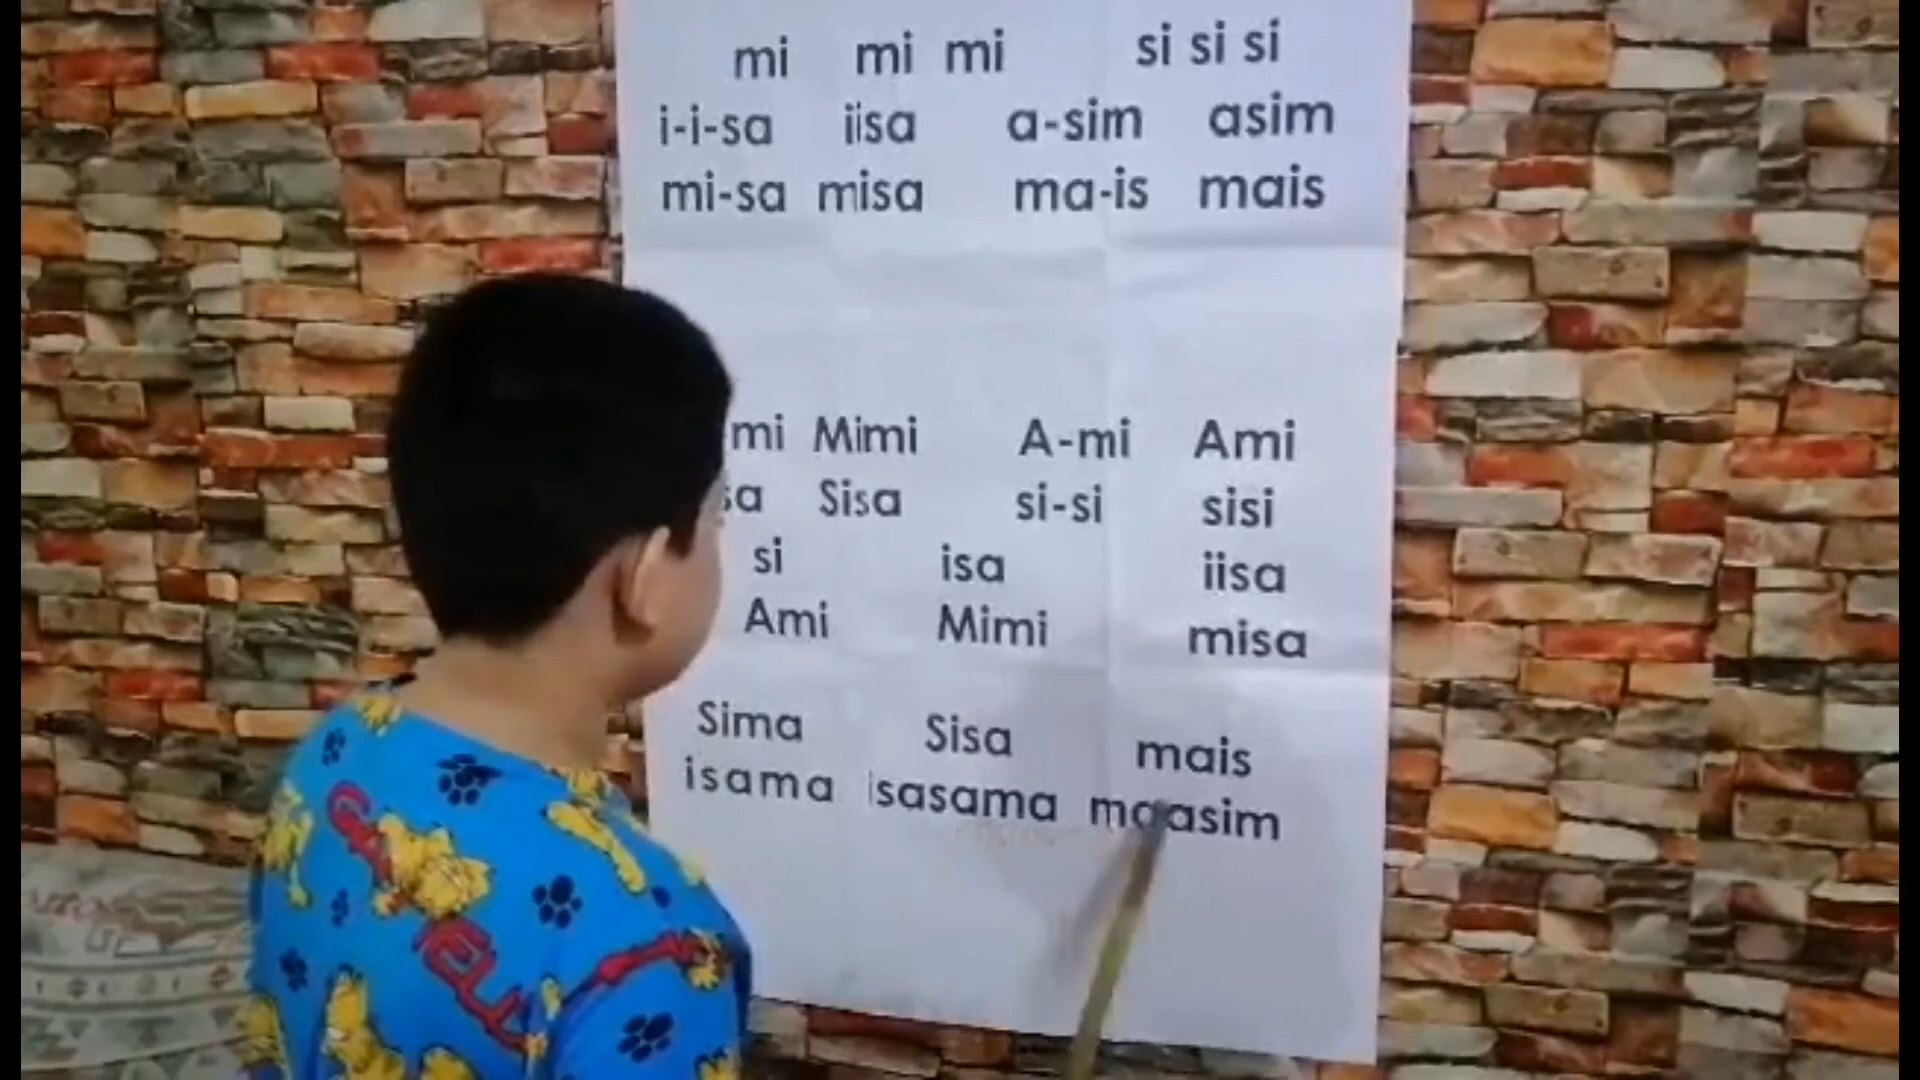 mi mi mi si si si
i-i-sa iisa a-sim asim
mi-sa misa ma-is mais
mi Mimi A-mi Ami
sa Sisa si-si sisi
si isa iisa
Ami Mimi misa
Sima Sisa mais
isama isasama maasim